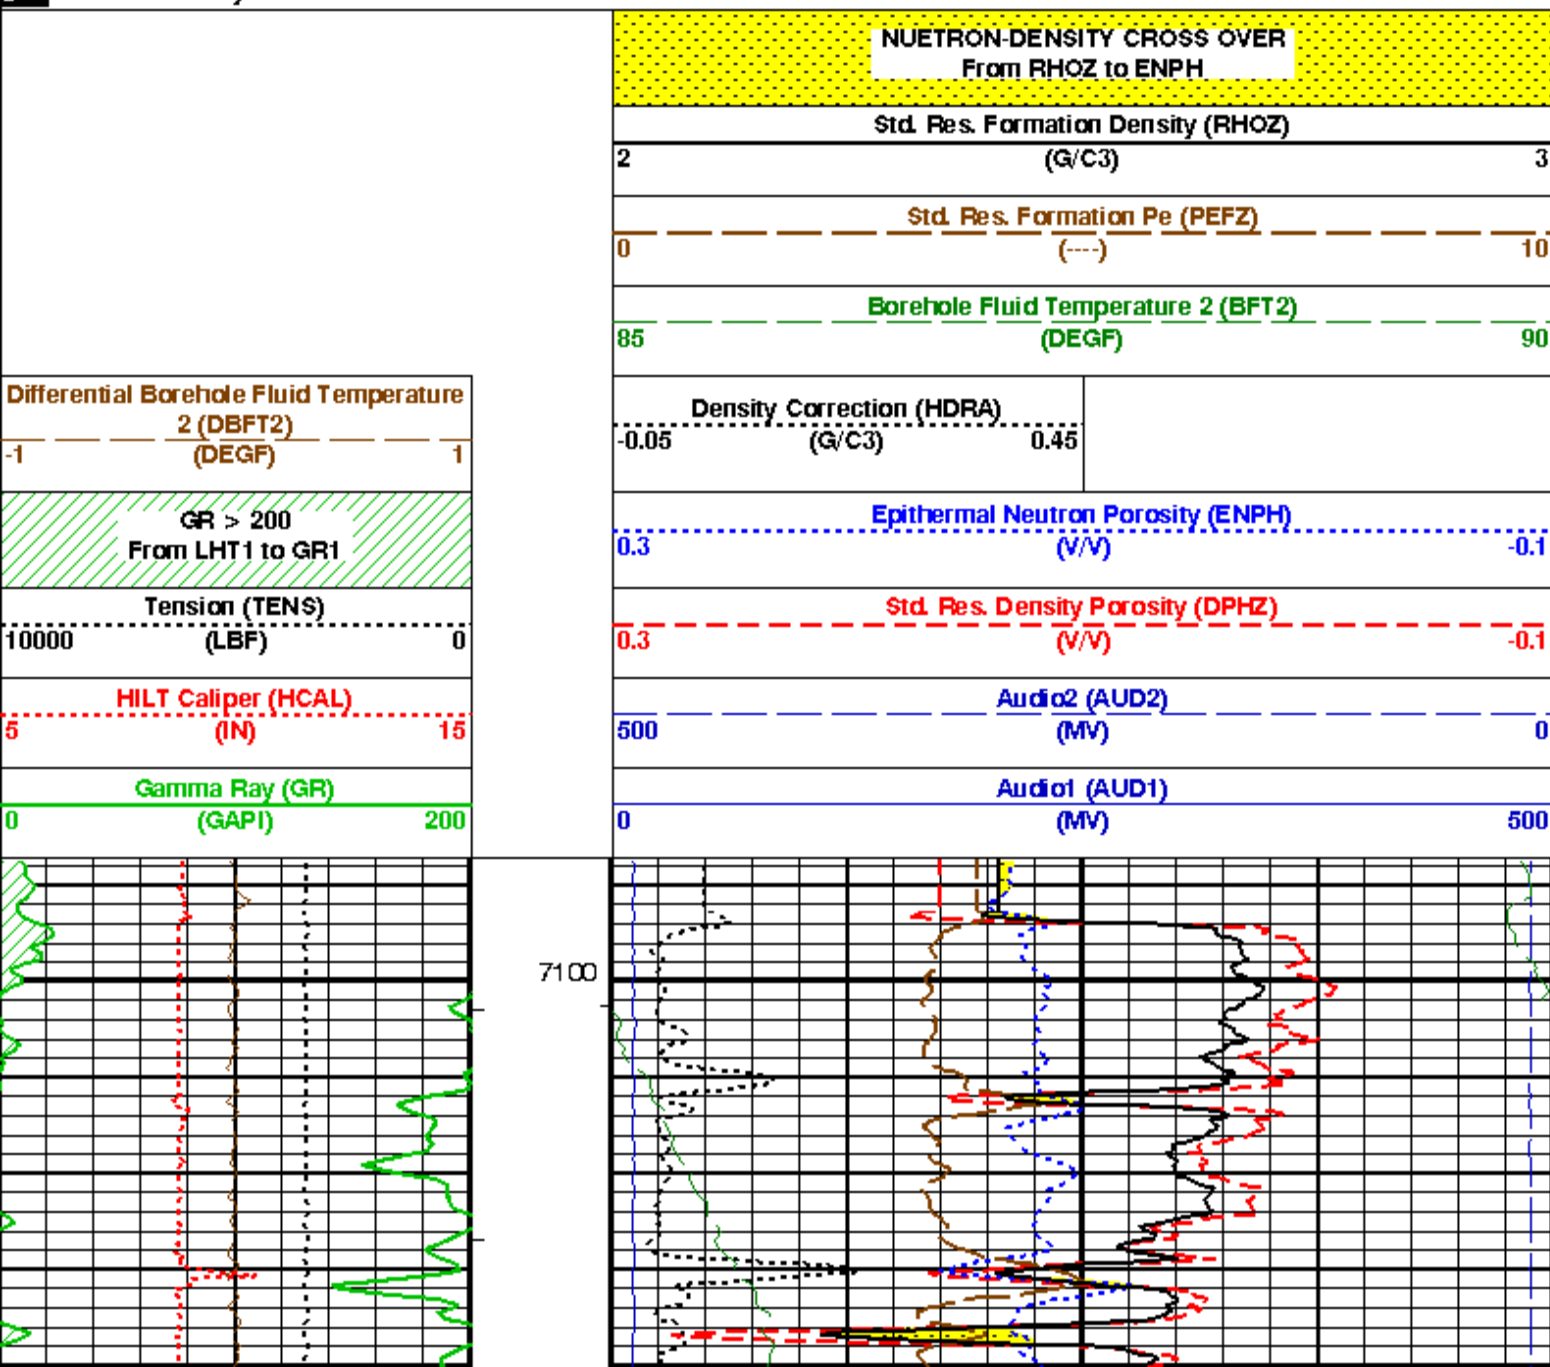 NUETRON-DENSITY CROSS OVER
From RHOZ to ENPH
Std. Res. Formation Density (RHOZ)
2 (G/C3) 3
Std. Res. Formation Pe (PEFZ)
0 (----) 10
Borehole Fluid Temperature 2 (BFT2)
85 (DEGF) 90
Differential Borehole Fluid Temperature
2 (DBFT2)
-1 (DEGF) 1
Density Correction (HDRA)
-0.05 (G/C3) 0.45
GR > 200
From LHT1 to GR1
Epithermal Neutron Porosity (ENPH)
0.3 (V/V) -0.1
Tension (TENS)
10000 (LBF) 0
Std. Res. Density Porosity (DPHZ)
0.3 (V/V) -0.1
HILT Caliper (HCAL)
5 (IN) 15
Audio2 (AUD2)
500 (MV) 0
Gamma Ray (GR)
0 (GAPI) 200
Audio1 (AUD1)
0 (MV) 500
7100